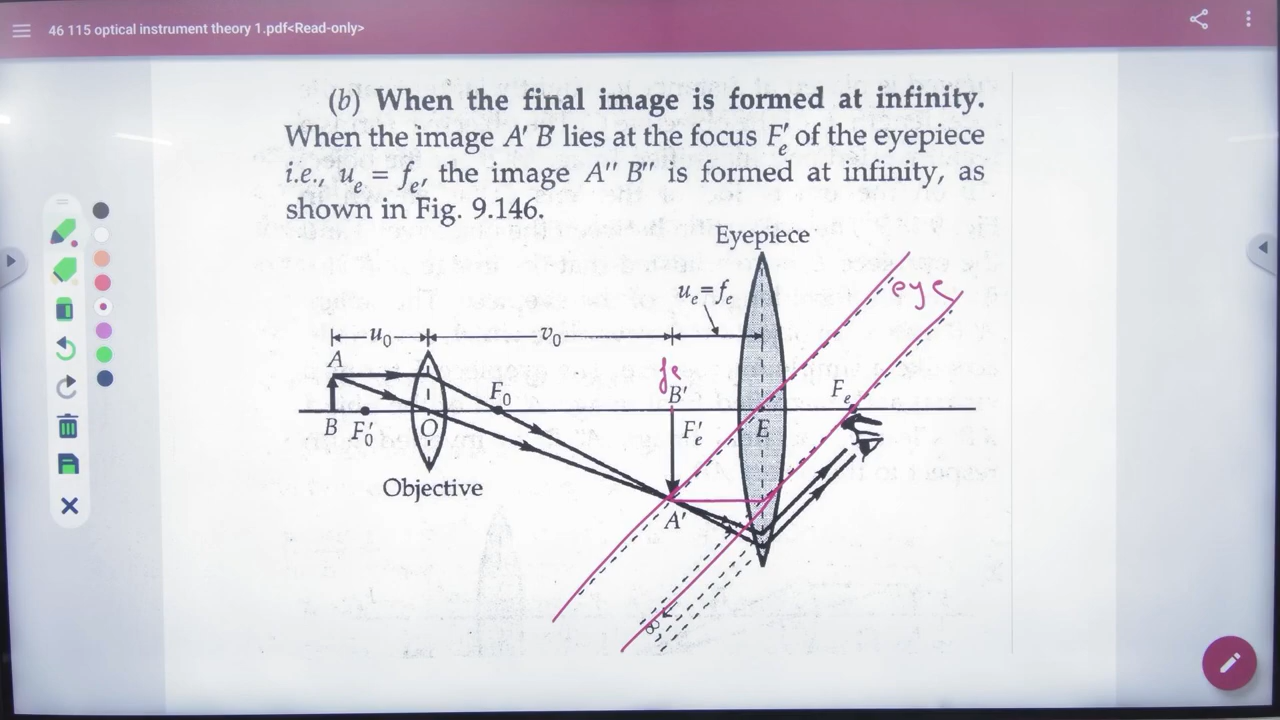 46 115 optical instrument theory 1.pdf<Read-only>
(b) When the final image is formed at infinity.
When the image A' B' lies at the focus F'e of the eyepiece
i.e., ue = fe, the image A'' B'' is formed at infinity, as
shown in Fig. 9.146.
Eyepiece
ue=fe
eye
u0
v0
A
fe
B'
F0
Fe
B
F'0
O
F'e
E
Objective
A'
∞